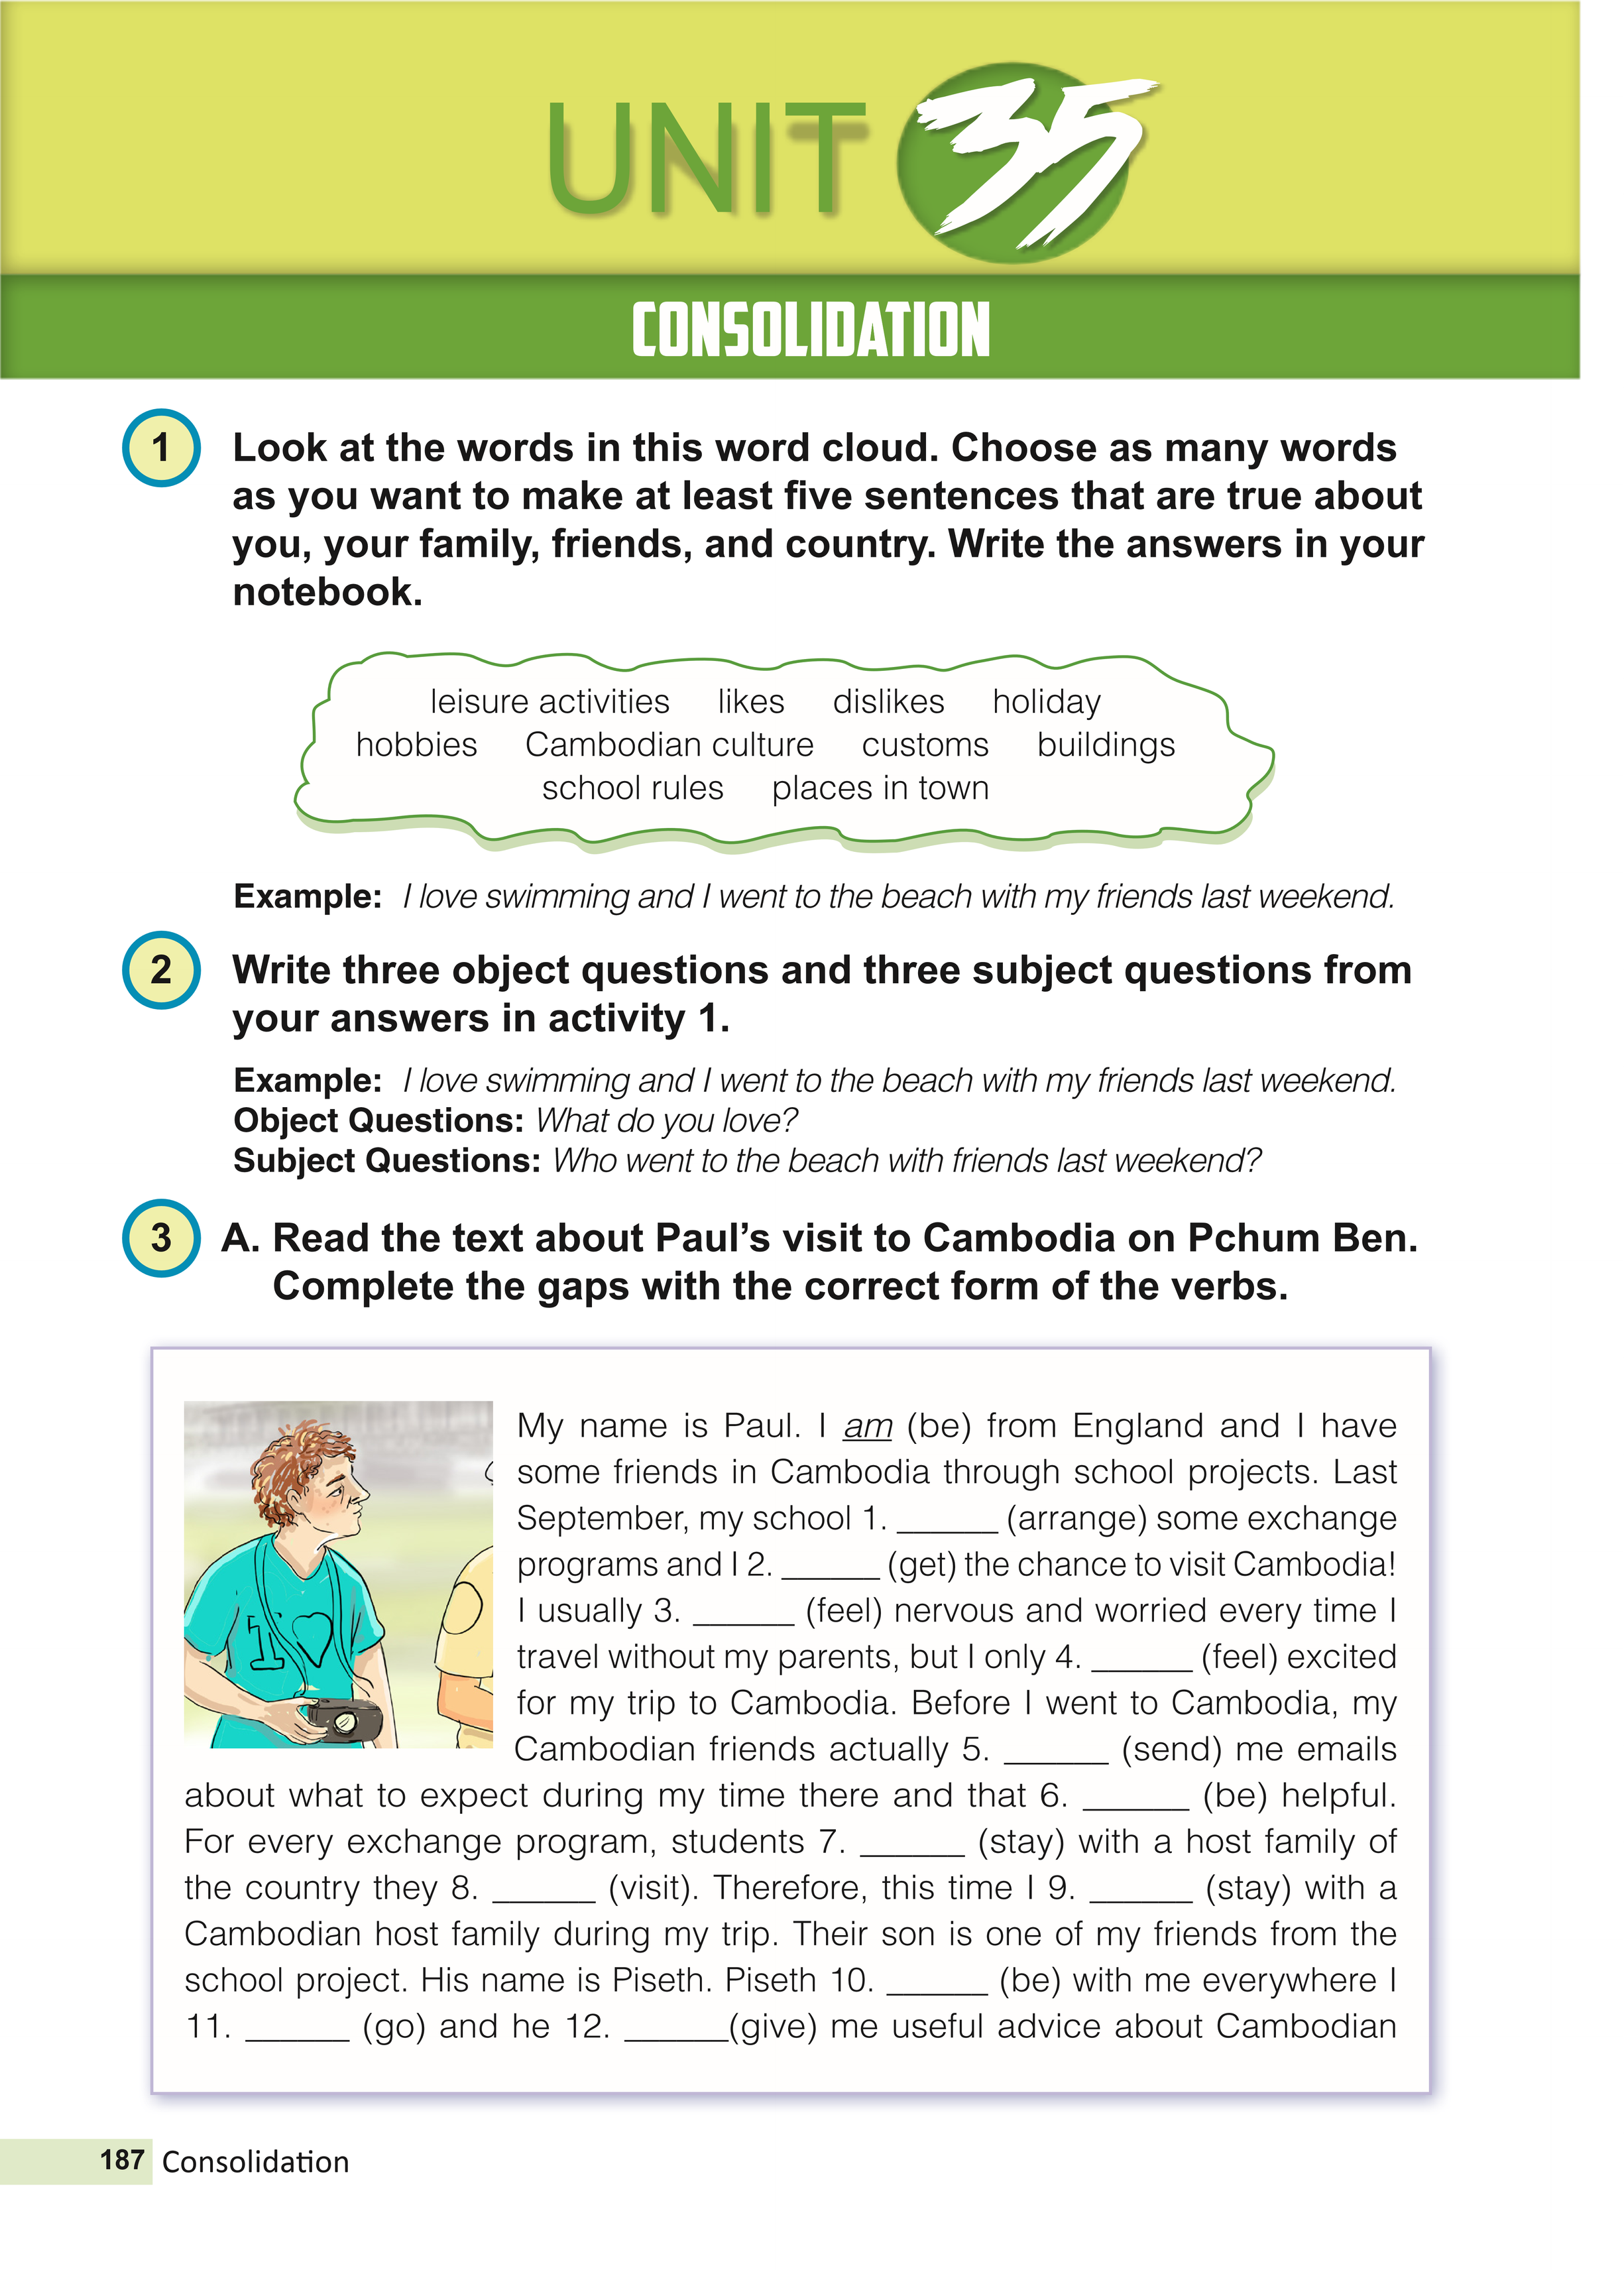 UNIT 35
CONSOLIDATION
1 Look at the words in this word cloud. Choose as many words
as you want to make at least five sentences that are true about
you, your family, friends, and country. Write the answers in your
notebook.
leisure activities likes dislikes holiday
hobbies Cambodian culture customs buildings
school rules places in town
Example: I love swimming and I went to the beach with my friends last weekend.
2 Write three object questions and three subject questions from
your answers in activity 1.
Example: I love swimming and I went to the beach with my friends last weekend.
Object Questions: What do you love?
Subject Questions: Who went to the beach with friends last weekend?
3 A. Read the text about Paul’s visit to Cambodia on Pchum Ben.
Complete the gaps with the correct form of the verbs.
I
My name is Paul. I am (be) from England and I have
some friends in Cambodia through school projects. Last
September, my school 1. ______ (arrange) some exchange
programs and I 2. ______ (get) the chance to visit Cambodia!
I usually 3. ______ (feel) nervous and worried every time I
travel without my parents, but I only 4. ______ (feel) excited
for my trip to Cambodia. Before I went to Cambodia, my
Cambodian friends actually 5. ______ (send) me emails
about what to expect during my time there and that 6. ______ (be) helpful.
For every exchange program, students 7. ______ (stay) with a host family of
the country they 8. ______ (visit). Therefore, this time I 9. ______ (stay) with a
Cambodian host family during my trip. Their son is one of my friends from the
school project. His name is Piseth. Piseth 10. ______ (be) with me everywhere I
11. ______ (go) and he 12. ______(give) me useful advice about Cambodian
187 Consolidation